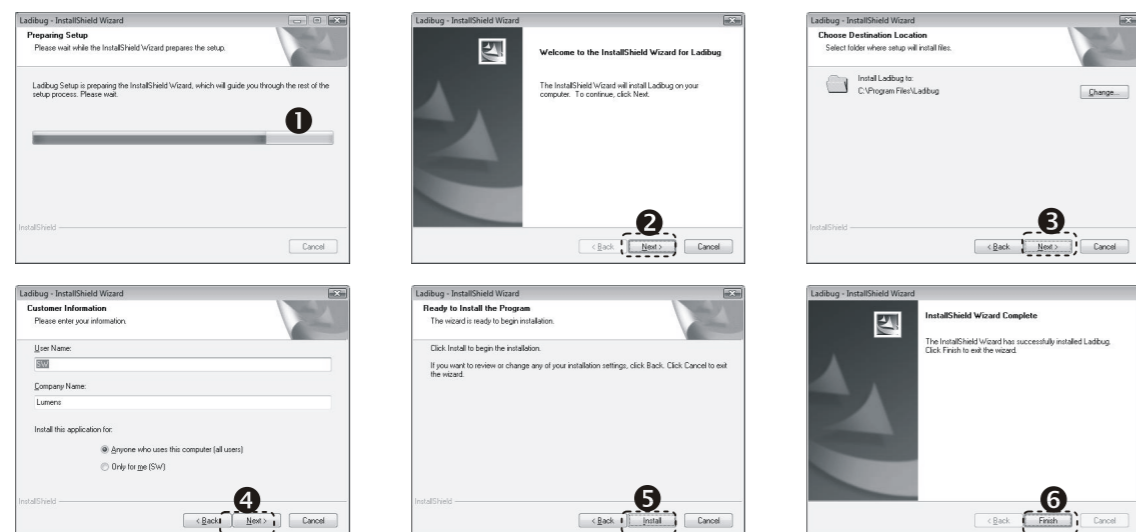 Ladibug - InstallShield Wizard
Preparing Setup
Please wait while the InstallShield Wizard prepares the setup.
Ladibug Setup is preparing the InstallShield Wizard, which will guide you through the rest of the
setup process. Please wait.
1
InstallShield
Cancel
Ladibug - InstallShield Wizard
Welcome to the InstallShield Wizard for Ladibug
The InstallShield Wizard will install Ladibug on your
computer. To continue, click Next.
2
< Back Next > Cancel
Ladibug - InstallShield Wizard
Choose Destination Location
Select folder where setup will install files.
Install Ladibug to:
C:\Program Files\Ladibug
Change...
3
InstallShield
< Back Next > Cancel
Ladibug - InstallShield Wizard
Customer Information
Please enter your information.
User Name:
SW
Company Name:
Lumens
Install this application for:
Anyone who uses this computer (all users)
Only for me (SW)
4
InstallShield
< Back Next > Cancel
Ladibug - InstallShield Wizard
Ready to Install the Program
The wizard is ready to begin installation.
Click Install to begin the installation.
If you want to review or change any of your installation settings, click Back. Click Cancel to exit
the wizard.
5
InstallShield
< Back Install Cancel
Ladibug - InstallShield Wizard
InstallShield Wizard Complete
The InstallShield Wizard has successfully installed Ladibug.
Click Finish to exit the wizard.
6
< Back Finish Cancel